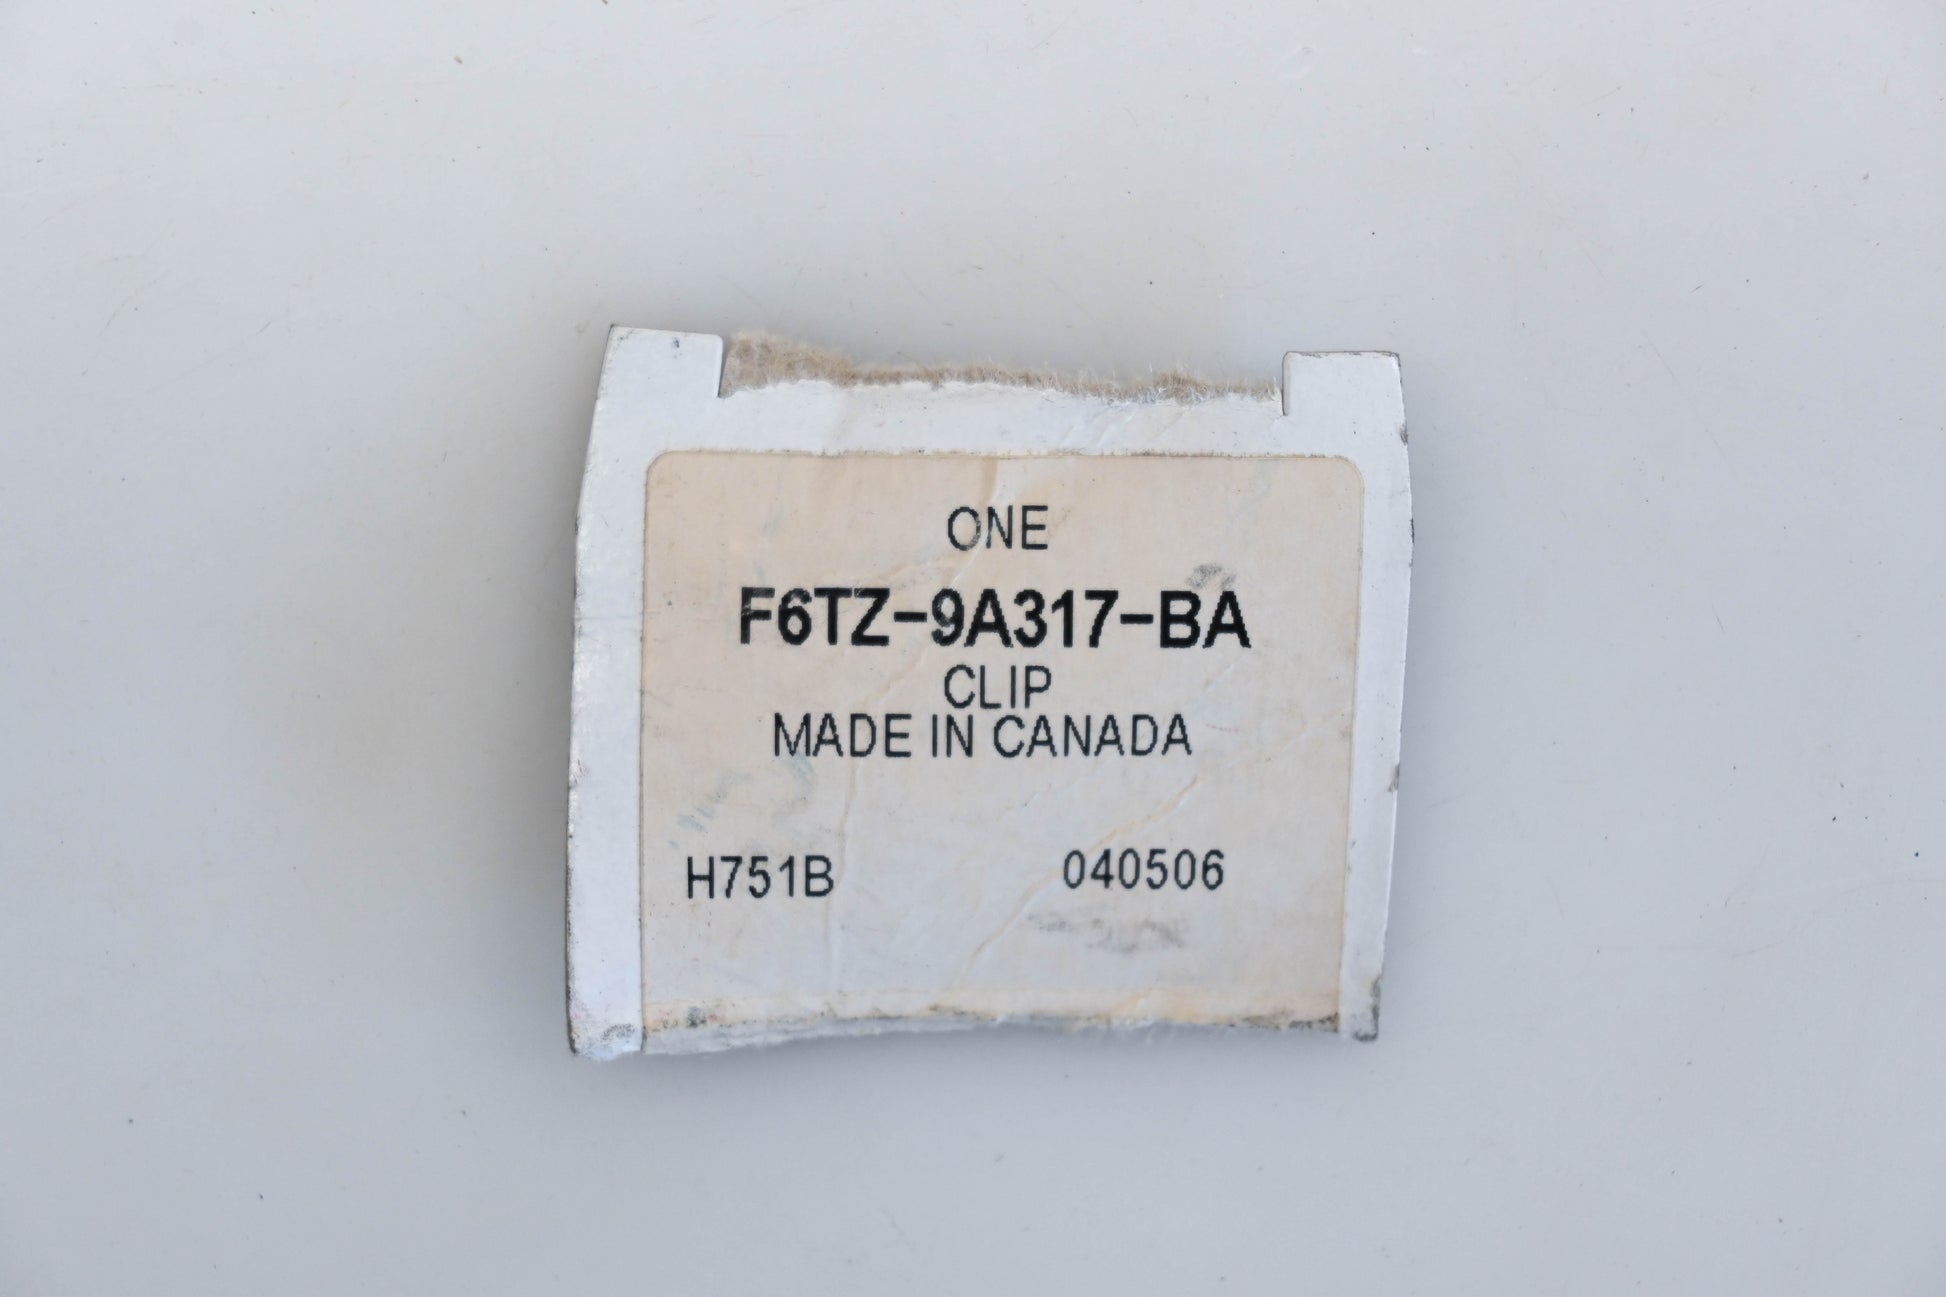 ONE
F6TZ-9A317-BA
CLIP
MADE IN CANADA
H751B 040506